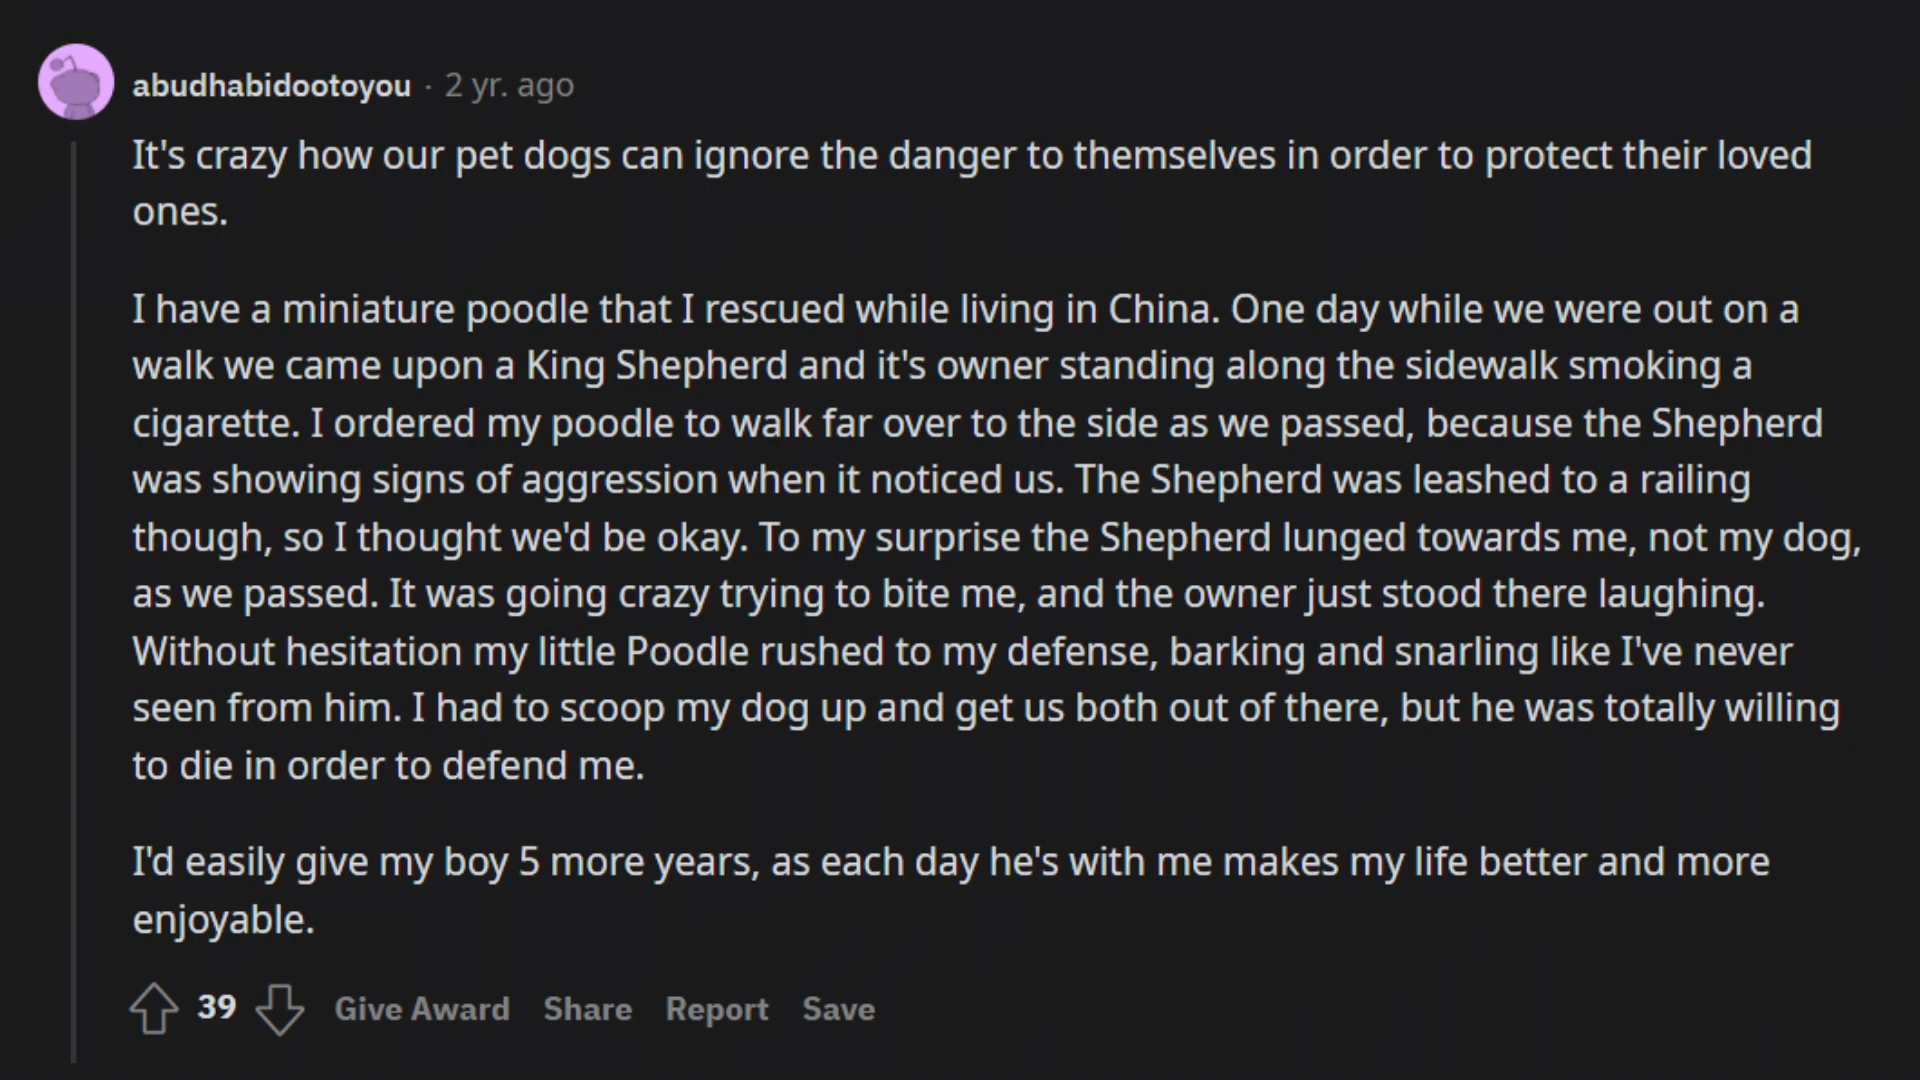 abudhabidootoyou · 2 yr. ago
It's crazy how our pet dogs can ignore the danger to themselves in order to protect their loved
ones.
I have a miniature poodle that I rescued while living in China. One day while we were out on a
walk we came upon a King Shepherd and it's owner standing along the sidewalk smoking a
cigarette. I ordered my poodle to walk far over to the side as we passed, because the Shepherd
was showing signs of aggression when it noticed us. The Shepherd was leashed to a railing
though, so I thought we'd be okay. To my surprise the Shepherd lunged towards me, not my dog,
as we passed. It was going crazy trying to bite me, and the owner just stood there laughing.
Without hesitation my little Poodle rushed to my defense, barking and snarling like I've never
seen from him. I had to scoop my dog up and get us both out of there, but he was totally willing
to die in order to defend me.
I'd easily give my boy 5 more years, as each day he's with me makes my life better and more
enjoyable.
39 Give Award Share Report Save